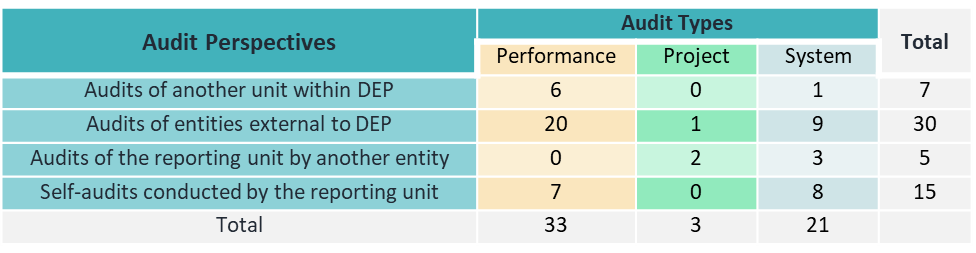 Audit Perspectives Audit Types Total
Performance Project System
Audits of another unit within DEP 6 0 1 7
Audits of entities external to DEP 20 1 9 30
Audits of the reporting unit by another entity 0 2 3 5
Self-audits conducted by the reporting unit 7 0 8 15
Total 33 3 21